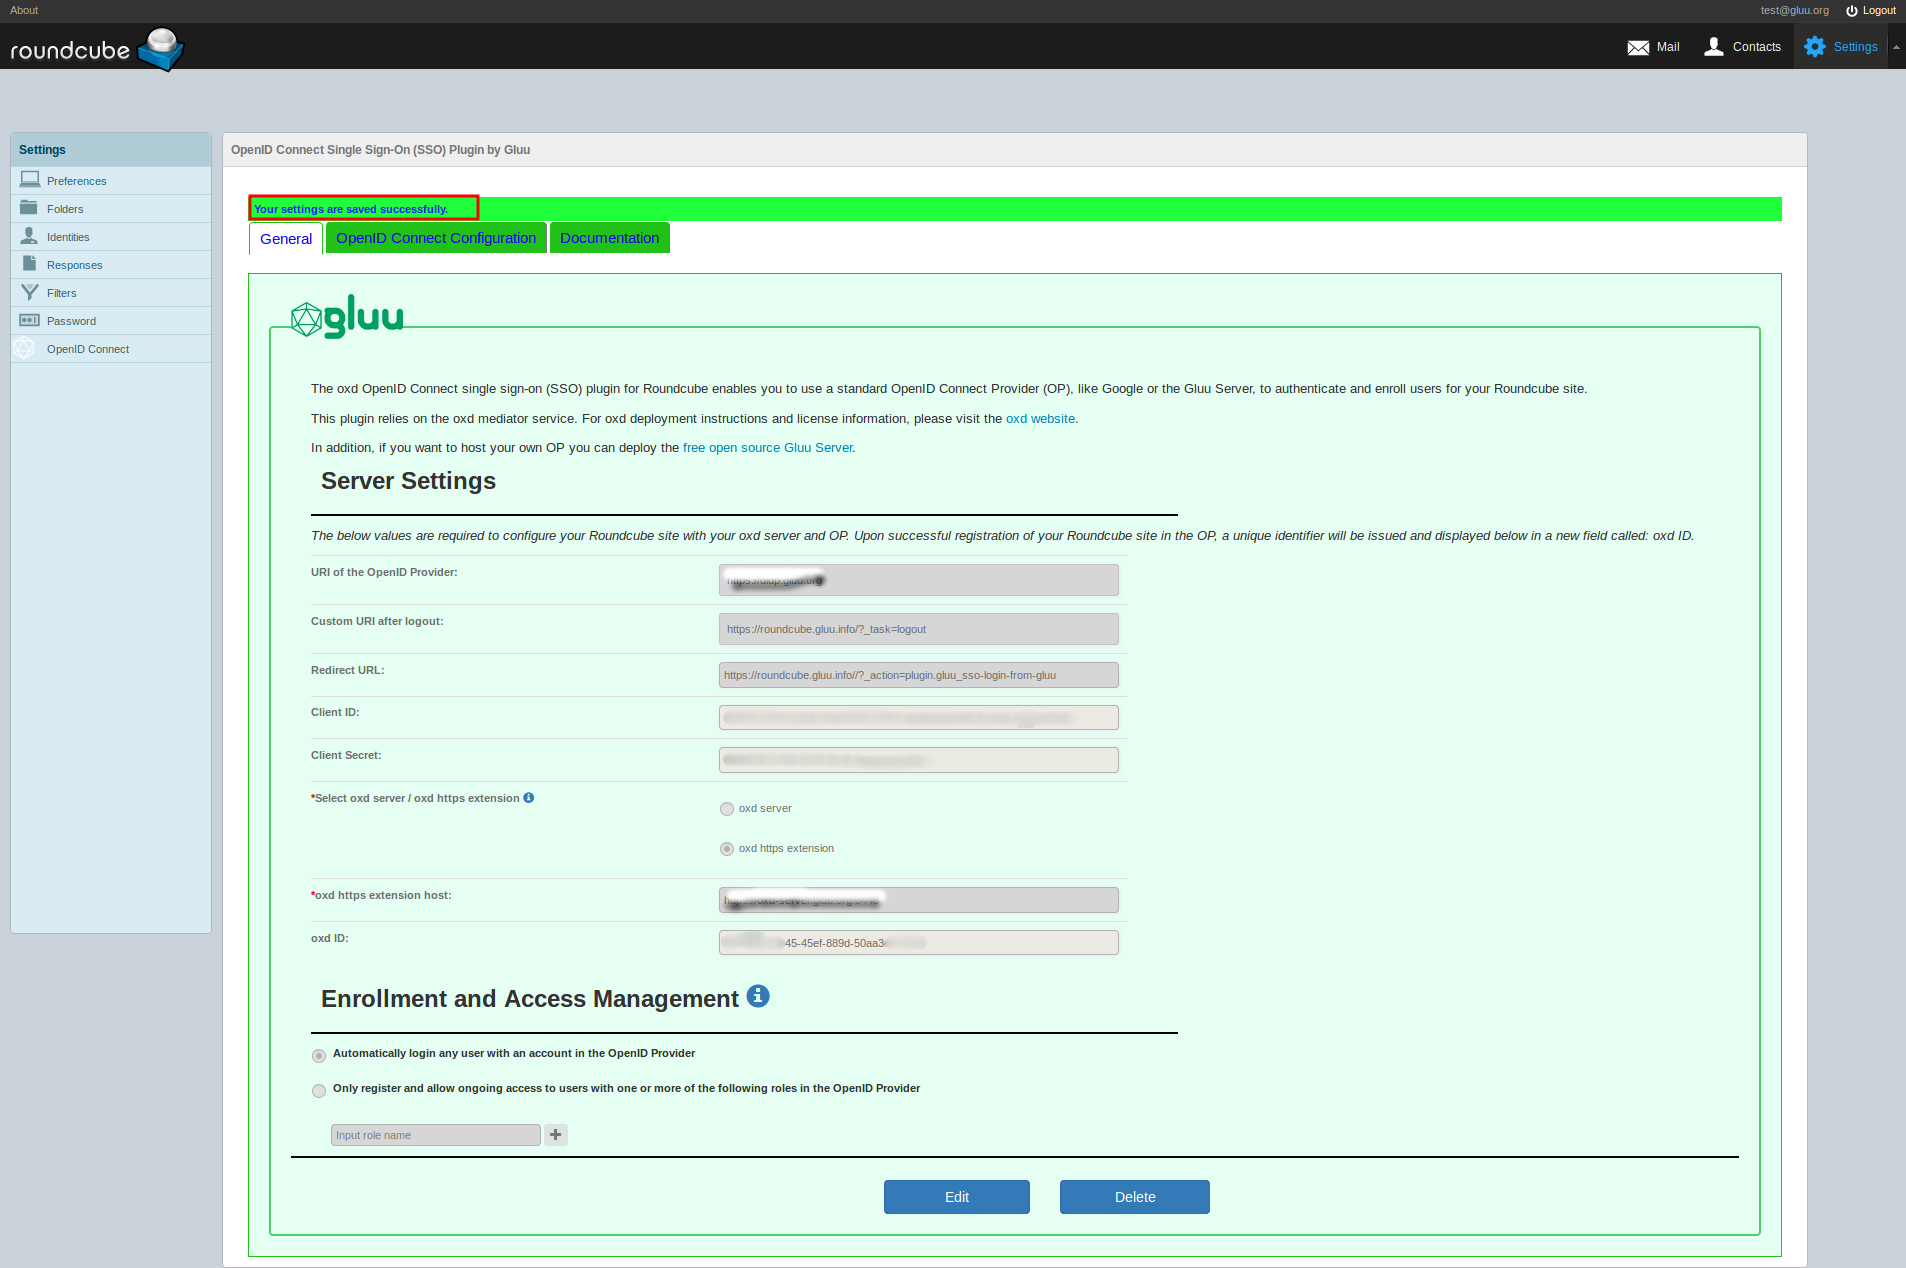 About
test@gluu.org
Logout
roundcube
Mail
Contacts
Settings
Settings
Preferences
Folders
Identities
Responses
Filters
Password
OpenID Connect
OpenID Connect Single Sign-On (SSO) Plugin by Gluu
Your settings are saved successfully.
General
OpenID Connect Configuration
Documentation
gluu
The oxd OpenID Connect single sign-on (SSO) plugin for Roundcube enables you to use a standard OpenID Connect Provider (OP), like Google or the Gluu Server, to authenticate and enroll users for your Roundcube site.
This plugin relies on the oxd mediator service. For oxd deployment instructions and license information, please visit the oxd website.
In addition, if you want to host your own OP you can deploy the free open source Gluu Server.
Server Settings
The below values are required to configure your Roundcube site with your oxd server and OP. Upon successful registration of your Roundcube site in the OP, a unique identifier will be issued and displayed below in a new field called: oxd ID.
URI of the OpenID Provider:
Custom URI after logout:
https://roundcube.gluu.info/?_task=logout
Redirect URL:
https://roundcube.gluu.info//?_action=plugin.gluu_sso-login-from-gluu
Client ID:
Client Secret:
*Select oxd server / oxd https extension
oxd server
oxd https extension
*oxd https extension host:
oxd ID:
45-45ef-889d-50aa3
Enrollment and Access Management
Automatically login any user with an account in the OpenID Provider
Only register and allow ongoing access to users with one or more of the following roles in the OpenID Provider
Input role name
Edit
Delete